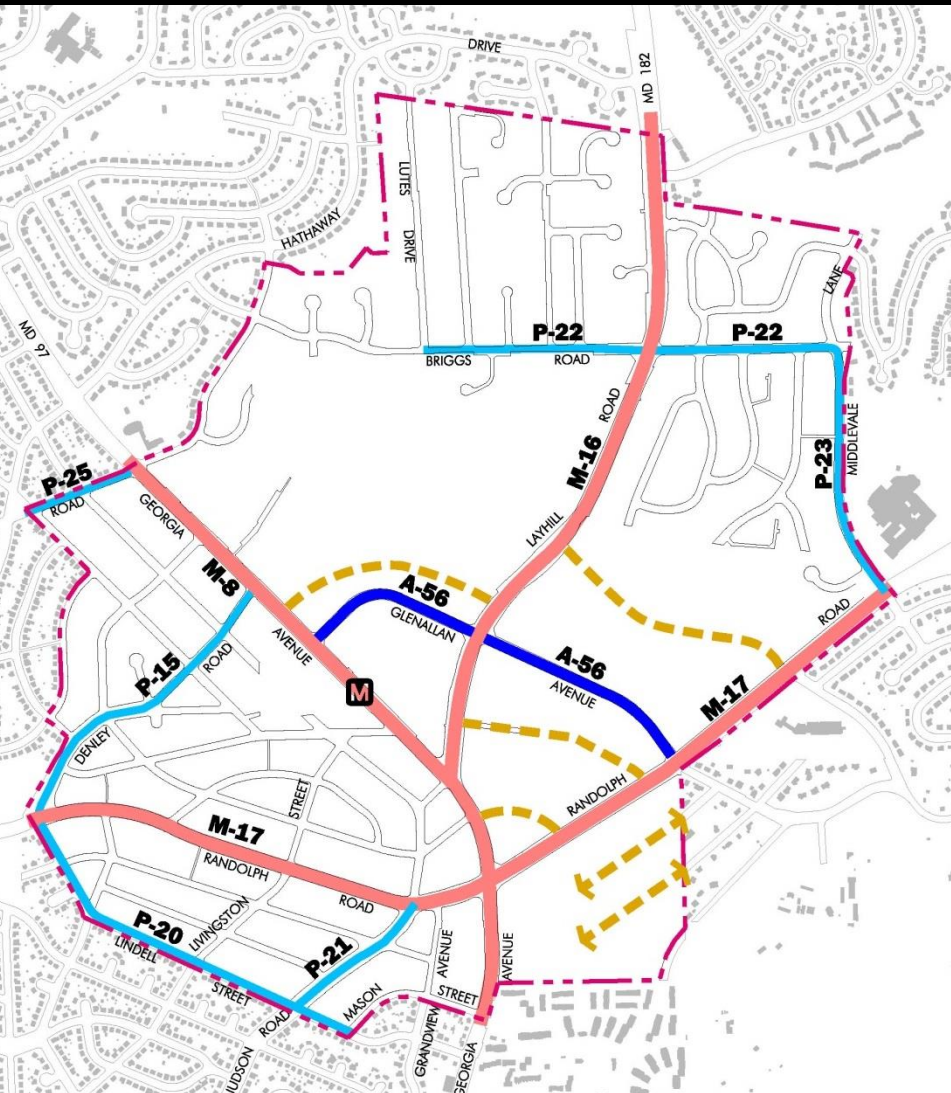 DRIVE
MD 182
LUTES
DRIVE
HATHAWAY
LANE
MD 97
P-22
P-22
BRIGGS
ROAD
ROAD
MIDDLEVALE
P-23
M-16
P-25
ROAD
GEORGIA
LAYHILL
M-8
A-56
GLENALLAN
ROAD
AVENUE
A-56
AVENUE
M-17
P-15
ROAD
M
DENLEY
STREET
RANDOLPH
M-17
RANDOLPH
ROAD
LIVINGSTON
P-20
LINDELL
STREET
P-21
AVENUE
AVENUE
MASON
STREET
ROAD
GRANDVIEW
GEORGIA
JUDSON